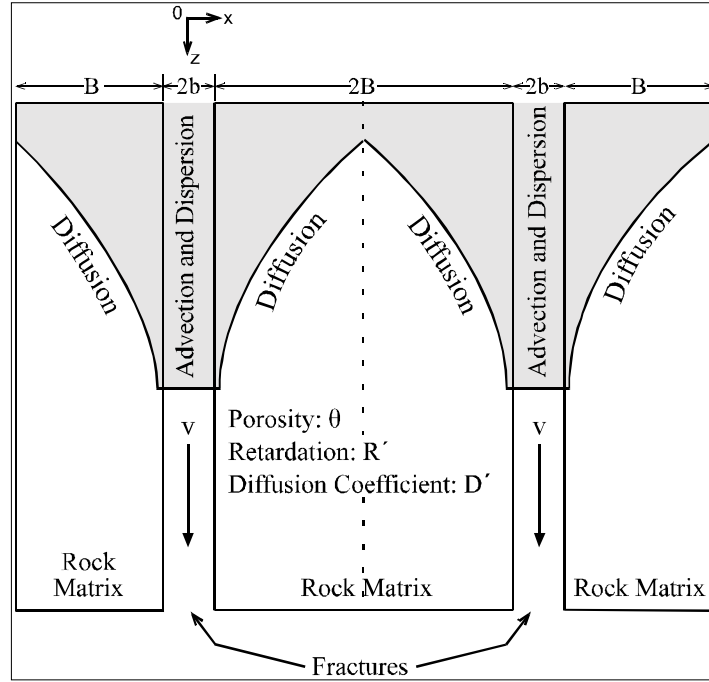 0
x
z
B
2b
2B
2b
B
Diffusion
Advection and Dispersion
Diffusion
Diffusion
Advection and Dispersion
Diffusion
Porosity: θ
Retardation: R´
Diffusion Coefficient: D´
v
v
Rock
Matrix
Rock Matrix
Rock Matrix
Fractures